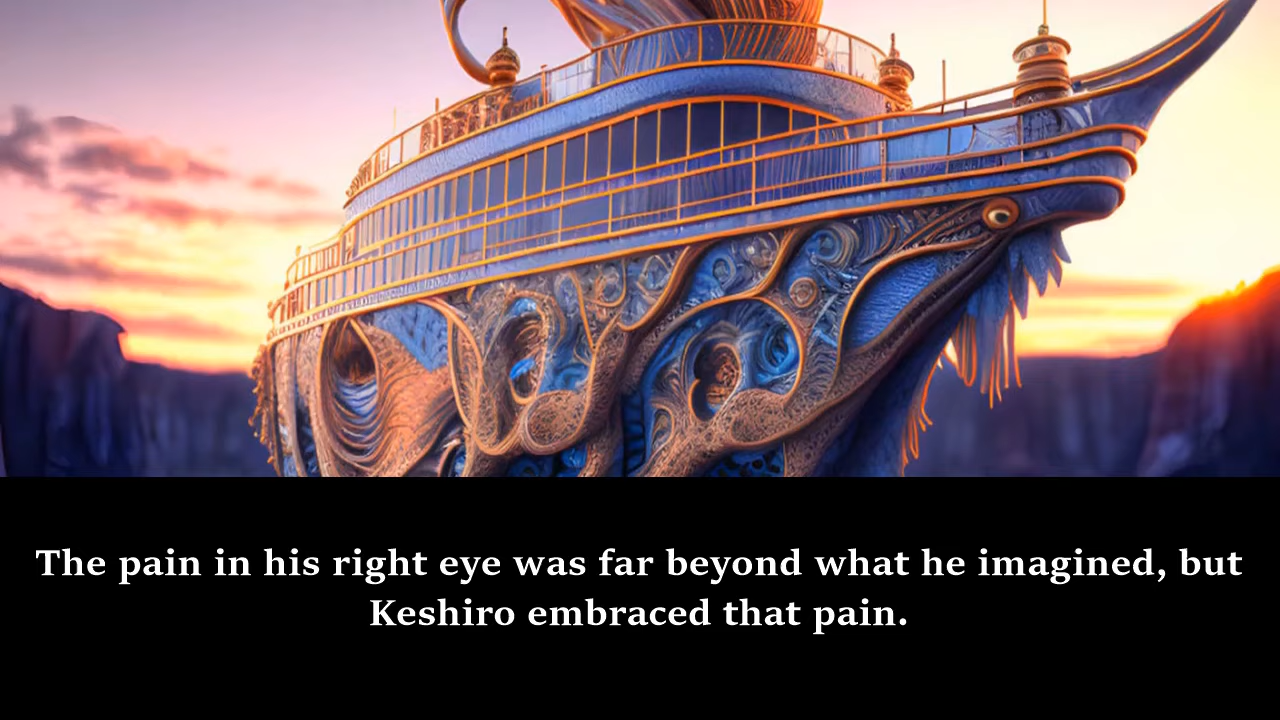 The pain in his right eye was far beyond what he imagined, but
Keshiro embraced that pain.